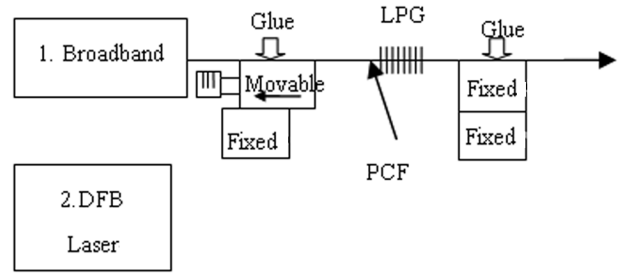 LPG
Glue
Glue
1. Broadband
Movable
Fixed
Fixed
Fixed
PCF
2.DFB
Laser